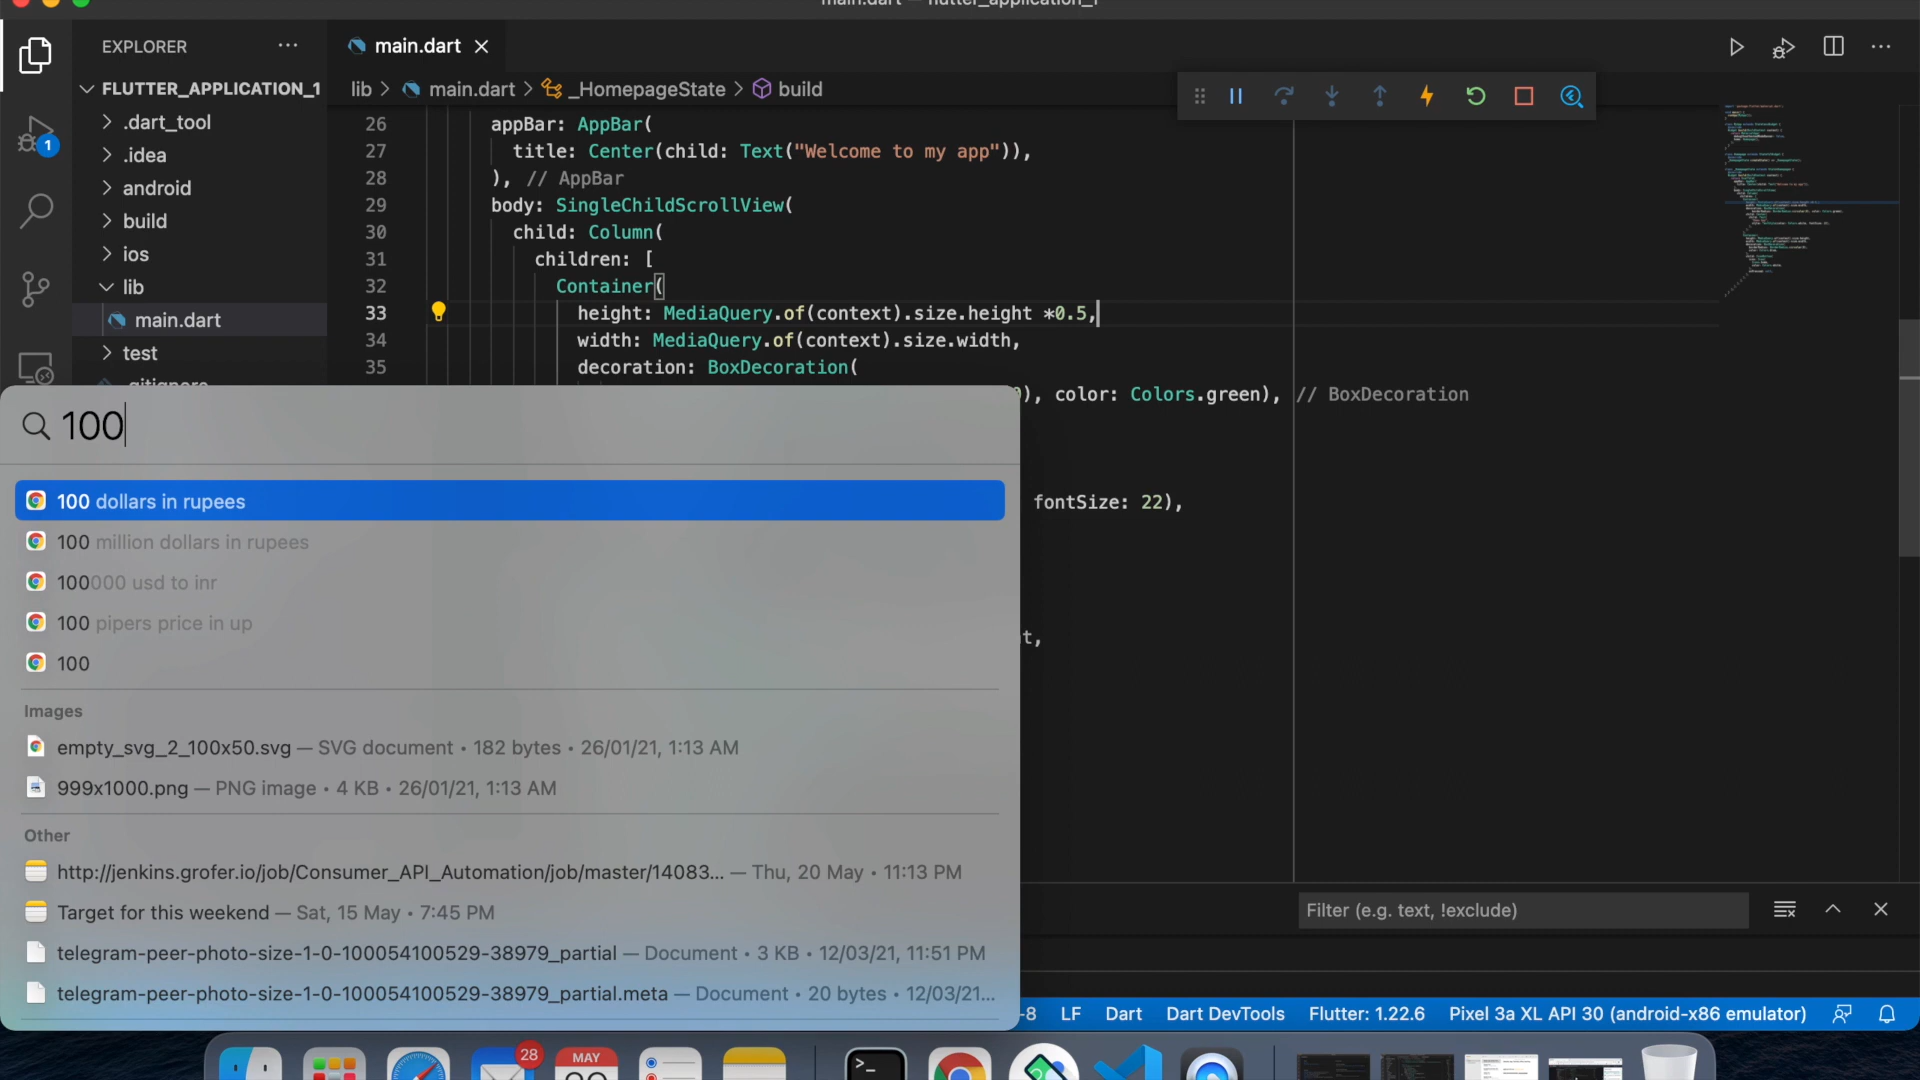 EXPLORER
FLUTTER_APPLICATION_1
.dart_tool
.idea
android
build
ios
lib
main.dart
test
1
main.dart
lib > main.dart > _HomepageState > build
26 appBar: AppBar(
27 title: Center(child: Text("Welcome to my app")),
28 ), // AppBar
29 body: SingleChildScrollView(
30 child: Column(
31 children: [
32 Container(
33 height: MediaQuery.of(context).size.height *0.5,
34 width: MediaQuery.of(context).size.width,
35 decoration: BoxDecoration(
), color: Colors.green), // BoxDecoration
fontSize: 22),
t,
100
100 dollars in rupees
100 million dollars in rupees
100000 usd to inr
100 pipers price in up
100
Images
empty_svg_2_100x50.svg — SVG document • 182 bytes • 26/01/21, 1:13 AM
999x1000.png — PNG image • 4 KB • 26/01/21, 1:13 AM
Other
http://jenkins.grofer.io/job/Consumer_API_Automation/job/master/14083... — Thu, 20 May • 11:13 PM
Target for this weekend — Sat, 15 May • 7:45 PM
telegram-peer-photo-size-1-0-100054100529-38979_partial — Document • 3 KB • 12/03/21, 11:51 PM
telegram-peer-photo-size-1-0-100054100529-38979_partial.meta — Document • 20 bytes • 12/03/21...
Filter (e.g. text, !exclude)
-8 LF Dart Dart DevTools Flutter: 1.22.6 Pixel 3a XL API 30 (android-x86 emulator)
28
MAY